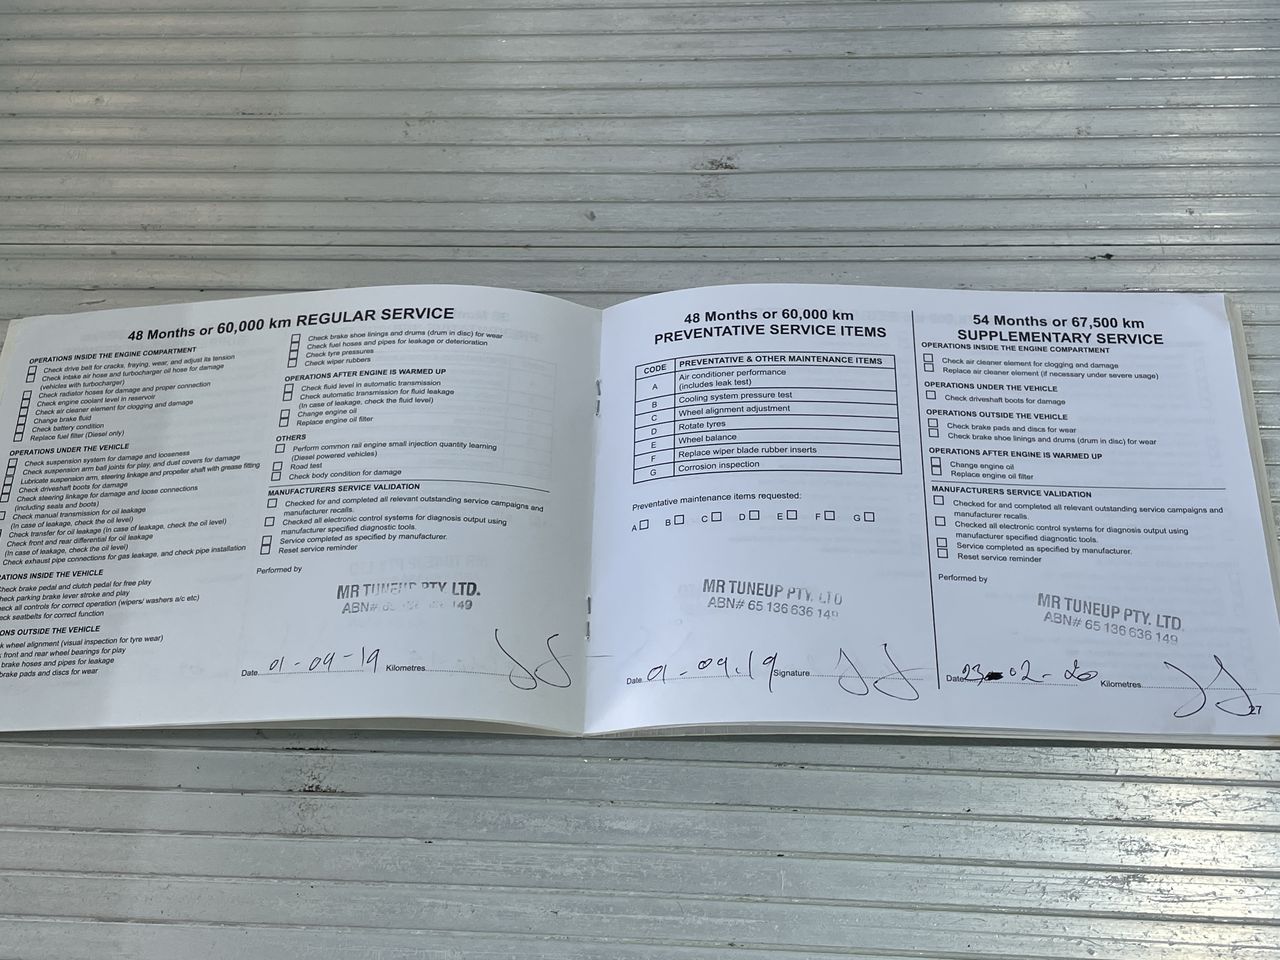 48 Months or 60,000 km REGULAR SERVICE
OPERATIONS INSIDE THE ENGINE COMPARTMENT
Check drive belt for cracks, fraying, wear, and adjust its tension
Check intake air hose and turbocharger oil hose for damage
(vehicles with turbocharger)
Check radiator hoses for damage and proper connection
Check engine coolant level in reservoir
Check air cleaner element for clogging and damage
Change brake fluid
Check battery condition
Replace fuel filter (Diesel only)
OPERATIONS UNDER THE VEHICLE
Check suspension system for damage and looseness
Check suspension arm ball joints for play, and dust covers for damage
Lubricate suspension arm, steering linkage and propeller shaft with grease fitting
Check driveshaft boots for damage
Check steering linkage for damage and loose connections
(including seals and boots)
Check manual transmission for oil leakage
(In case of leakage, check the oil level)
Check transfer for oil leakage (in case of leakage, check the oil level)
Check front and rear differential for oil leakage
(In case of leakage, check the oil level)
Check exhaust pipe connections for gas leakage, and check pipe installation
ATIONS INSIDE THE VEHICLE
heck brake pedal and clutch pedal for free play
heck parking brake lever stroke and play
eck all controls for correct operation (wipers/ washers a/c etc)
eck seatbelts for correct function
ONS OUTSIDE THE VEHICLE
k wheel alignment (visual inspection for tyre wear)
front and rear wheel bearings for play
brake hoses and pipes for leakage
brake pads and discs for wear
Check brake shoe linings and drums (drum in disc) for wear
Check fuel hoses and pipes for leakage or deterioration
Check tyre pressures
Check wiper rubbers
OPERATIONS AFTER ENGINE IS WARMED UP
Check fluid level in automatic transmission
Check automatic transmission for fluid leakage
(In case of leakage, check the fluid level)
Change engine oil
Replace engine oil filter
OTHERS
Perform common rail engine small injection quantity learning
(Diesel powered vehicles)
Road test
Check body condition for damage
MANUFACTURERS SERVICE VALIDATION
Checked for and completed all relevant outstanding service campaigns and
manufacturer recalls.
Checked all electronic control systems for diagnosis output using
manufacturer specified diagnostic tools.
Service completed as specified by manufacturer.
Reset service reminder
Performed by
MR TUNEUP PTY. LTD.
ABN# 149
Date 01-09-19 Kilometres
48 Months or 60,000 km
PREVENTATIVE SERVICE ITEMS
CODE PREVENTATIVE & OTHER MAINTENANCE ITEMS
A Air conditioner performance
(includes leak test)
B Cooling system pressure test
C Wheel alignment adjustment
D Rotate tyres
E Wheel balance
F Replace wiper blade rubber inserts
G Corrosion inspection
Preventative maintenance items requested:
A B C D E F G
MR TUNEUP PTY. LTD
ABN# 65 136 636 149
Date 01-09.19 Signature
54 Months or 67,500 km
SUPPLEMENTARY SERVICE
OPERATIONS INSIDE THE ENGINE COMPARTMENT
Check air cleaner element for clogging and damage
Replace air cleaner element (if necessary under severe usage)
OPERATIONS UNDER THE VEHICLE
Check driveshaft boots for damage
OPERATIONS OUTSIDE THE VEHICLE
Check brake pads and discs for wear
Check brake shoe linings and drums (drum in disc) for wear
OPERATIONS AFTER ENGINE IS WARMED UP
Change engine oil
Replace engine oil filter
MANUFACTURERS SERVICE VALIDATION
Checked for and completed all relevant outstanding service campaigns and
manufacturer recalls.
Checked all electronic control systems for diagnosis output using
manufacturer specified diagnostic tools.
Service completed as specified by manufacturer.
Reset service reminder
Performed by
MR TUNEUP PTY. LTD
ABN# 65 136 636 149
Date 23-02-20 Kilometres
27